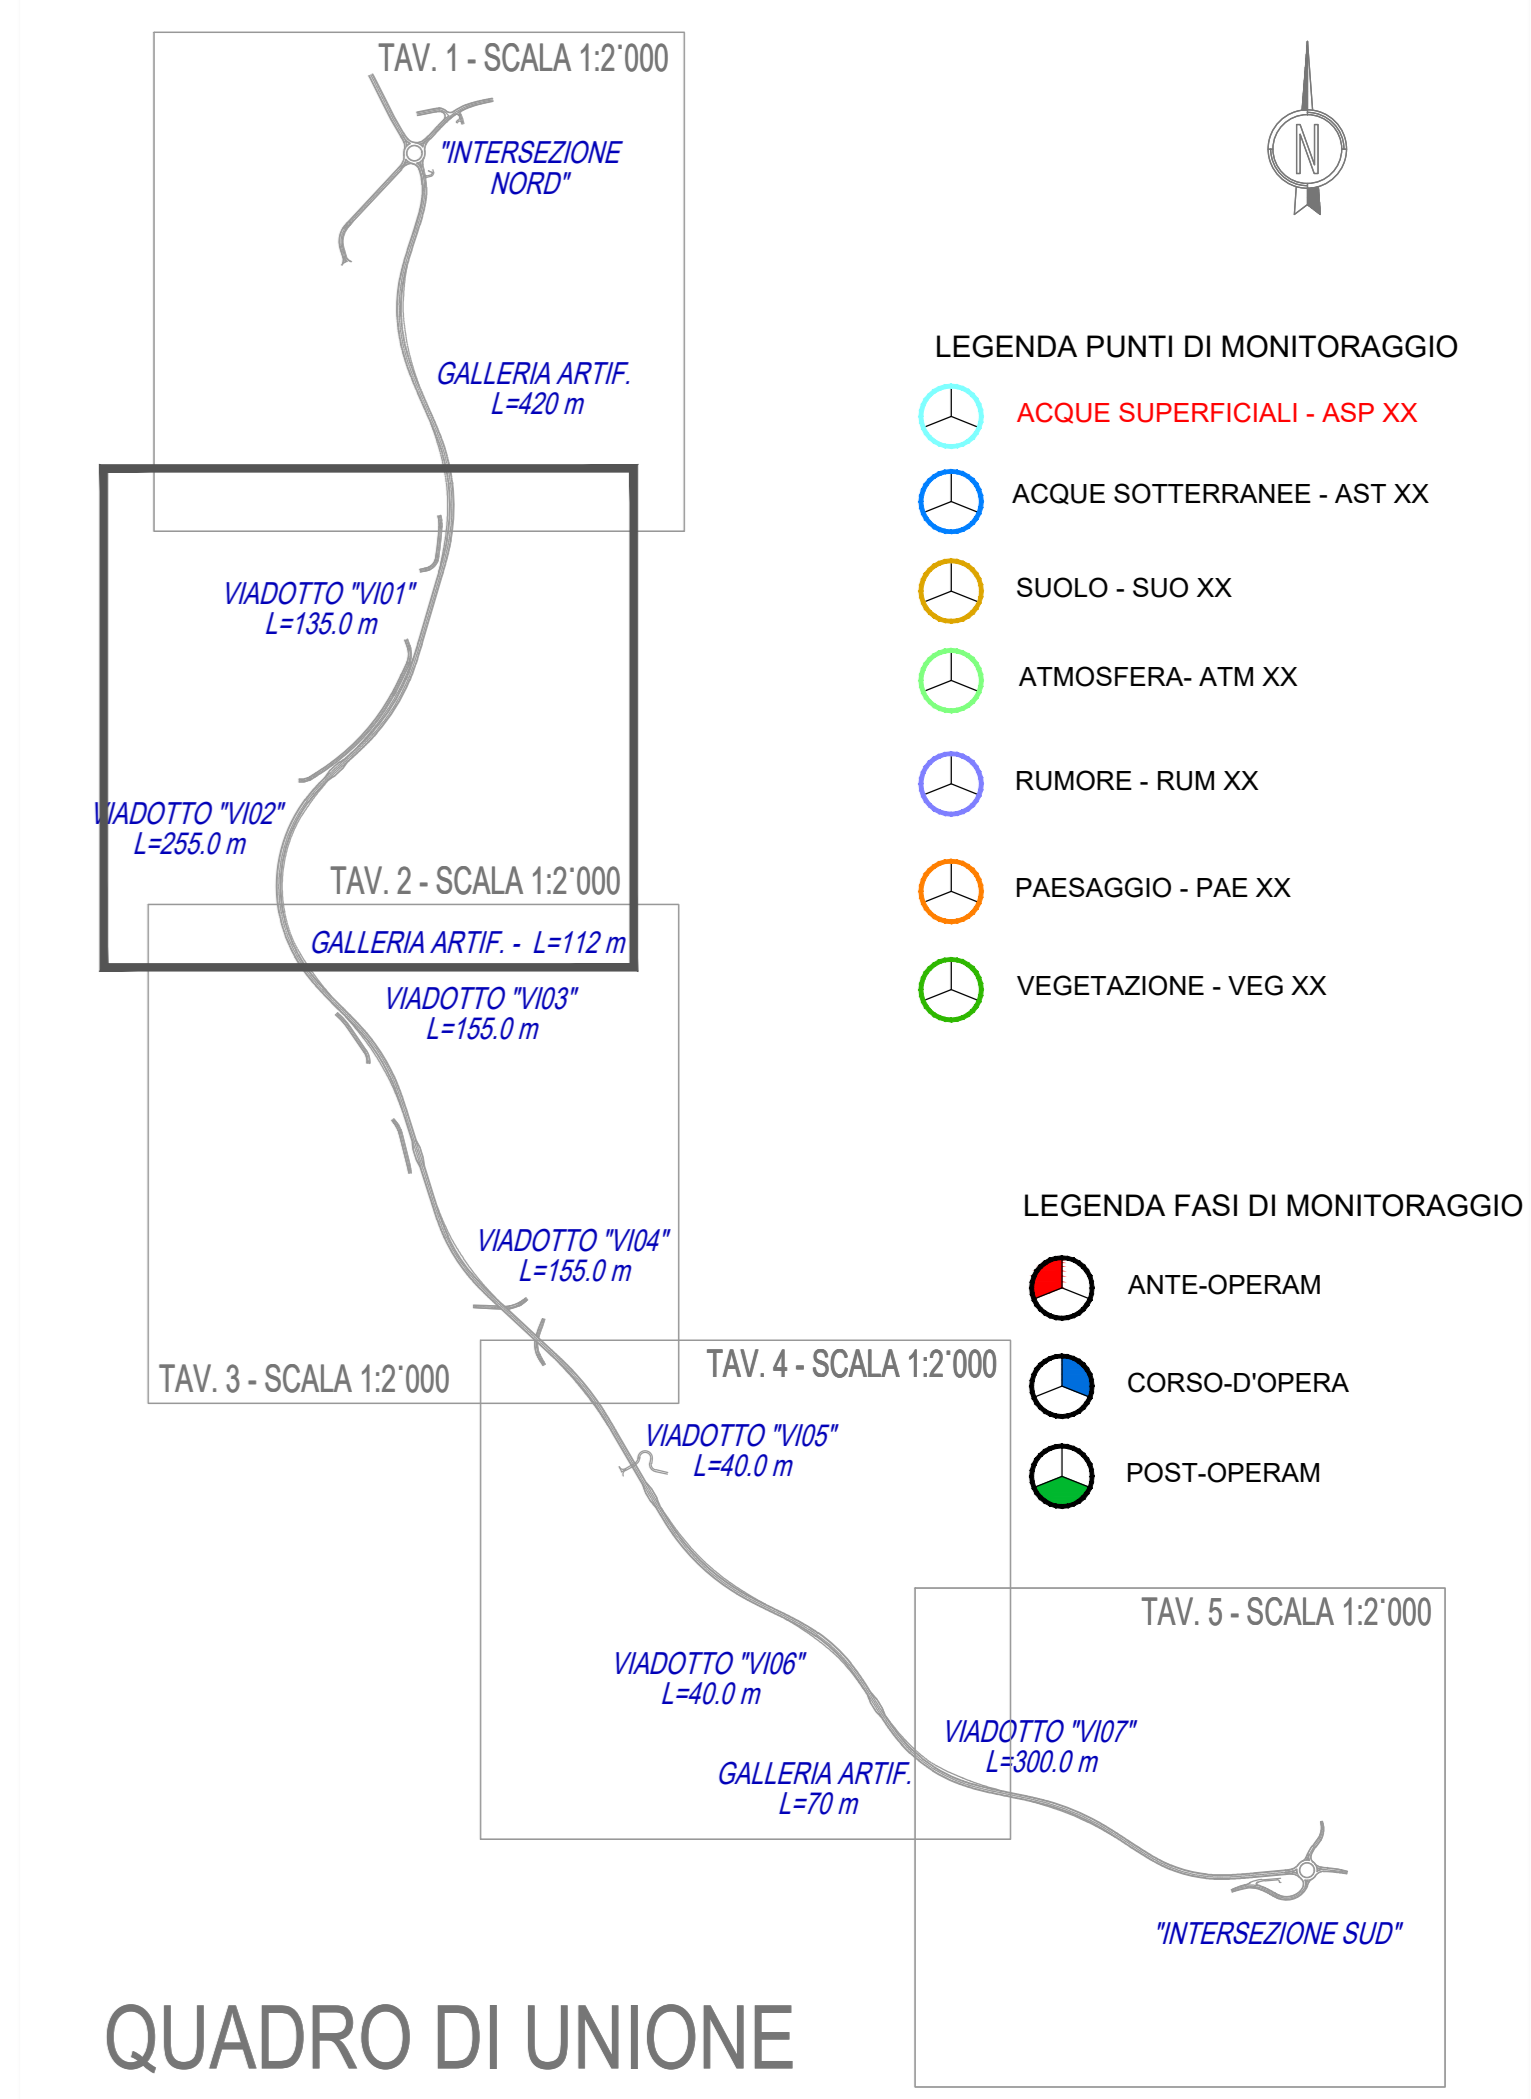 TAV. 1 - SCALA 1:2˙000
"INTERSEZIONE
NORD"
N
GALLERIA ARTIF.
L=420 m
VIADOTTO "VI01"
L=135.0 m
VIADOTTO "VI02"
L=255.0 m
TAV. 2 - SCALA 1:2˙000
GALLERIA ARTIF. - L=112 m
VIADOTTO "VI03"
L=155.0 m
VIADOTTO "VI04"
L=155.0 m
TAV. 3 - SCALA 1:2˙000
TAV. 4 - SCALA 1:2˙000
VIADOTTO "VI05"
L=40.0 m
VIADOTTO "VI06"
L=40.0 m
GALLERIA ARTIF.
L=70 m
TAV. 5 - SCALA 1:2˙000
VIADOTTO "VI07"
L=300.0 m
"INTERSEZIONE SUD"
LEGENDA PUNTI DI MONITORAGGIO
ACQUE SUPERFICIALI - ASP XX
ACQUE SOTTERRANEE - AST XX
SUOLO - SUO XX
ATMOSFERA- ATM XX
RUMORE - RUM XX
PAESAGGIO - PAE XX
VEGETAZIONE - VEG XX
LEGENDA FASI DI MONITORAGGIO
ANTE-OPERAM
CORSO-D'OPERA
POST-OPERAM
QUADRO DI UNIONE